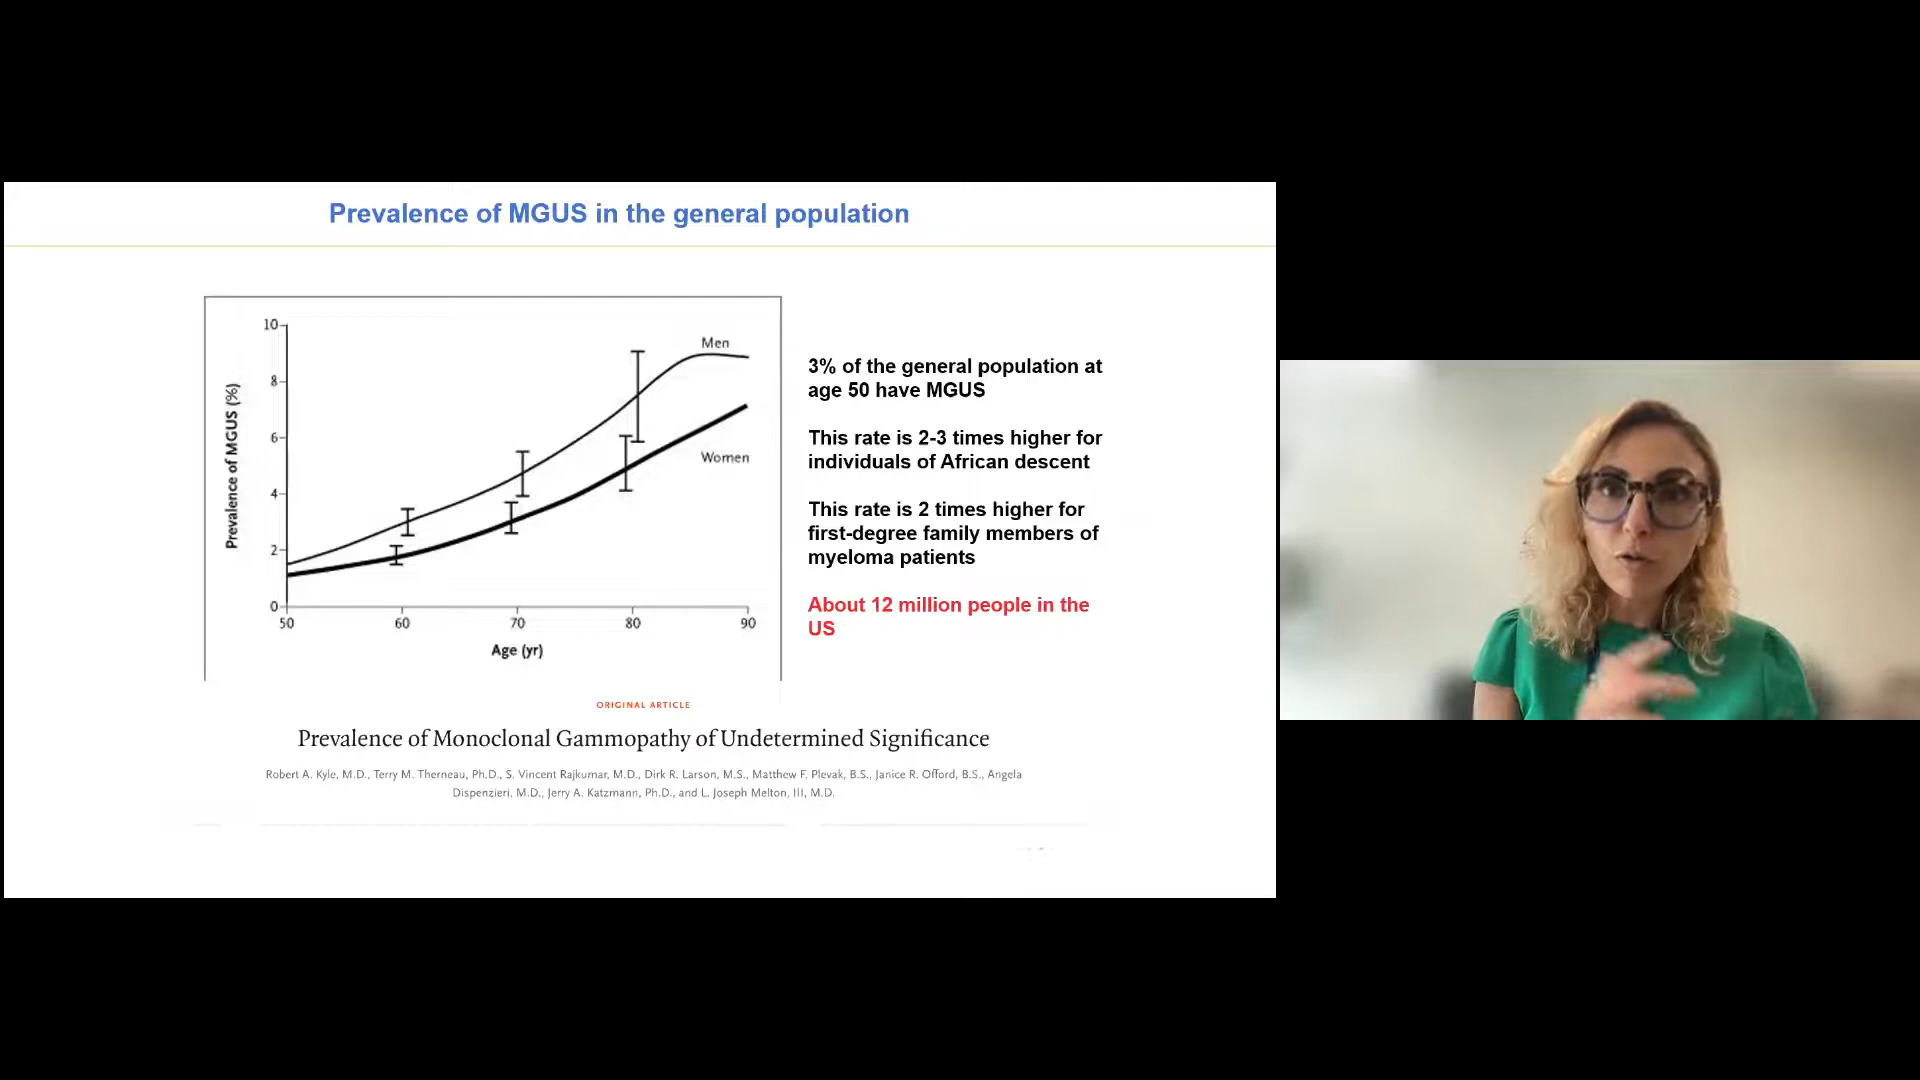 Prevalence of MGUS in the general population
10
8
6
4
2
0
Prevalence of MGUS (%)
Men
Women
50 60 70 80 90
Age (yr)
3% of the general population at
age 50 have MGUS
This rate is 2-3 times higher for
individuals of African descent
This rate is 2 times higher for
first-degree family members of
myeloma patients
About 12 million people in the
US
ORIGINAL ARTICLE
Prevalence of Monoclonal Gammopathy of Undetermined Significance
Robert A. Kyle, M.D., Terry M. Therneau, Ph.D., S. Vincent Rajkumar, M.D., Dirk R. Larson, M.S., Matthew F. Plevak, B.S., Janice R. Offord, B.S., Angela
Dispenzieri, M.D., Jerry A. Katzmann, Ph.D., and L. Joseph Melton, III, M.D.